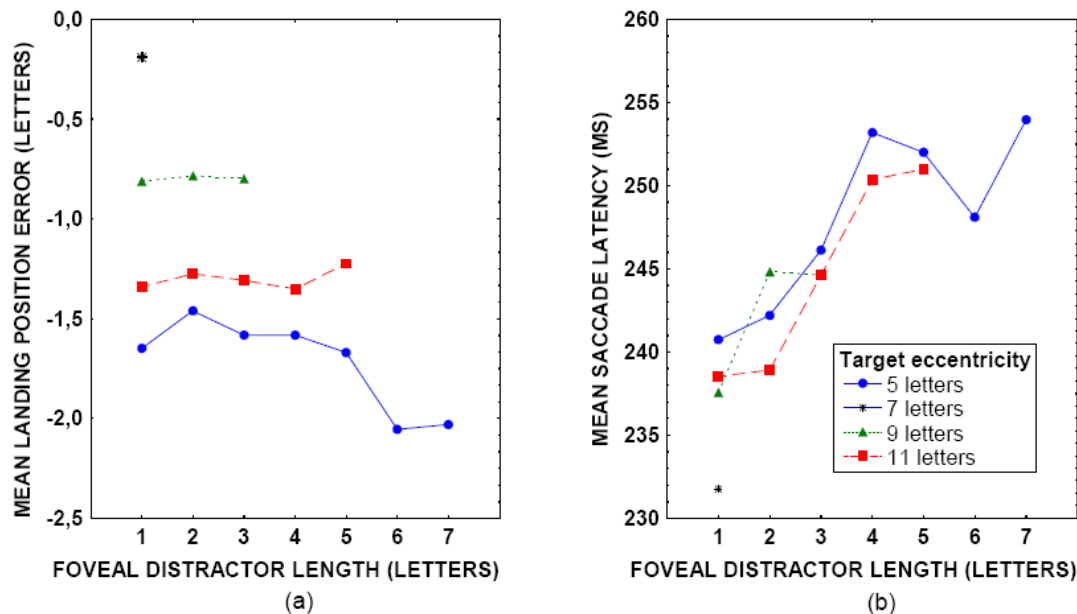 0,0
-0,5
-1,0
-1,5
-2,0
-2,5
MEAN LANDING POSITION ERROR (LETTERS)
1 2 3 4 5 6 7
FOVEAL DISTRACTOR LENGTH (LETTERS)
(a)
260
255
250
245
240
235
230
MEAN SACCADE LATENCY (MS)
Target eccentricity
5 letters
7 letters
9 letters
11 letters
1 2 3 4 5 6 7
FOVEAL DISTRACTOR LENGTH (LETTERS)
(b)